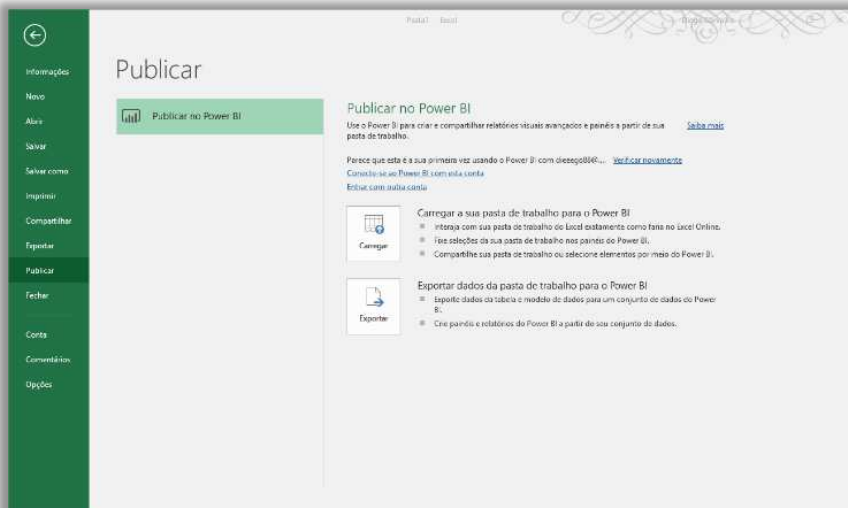 Pasta1 Excel
Publicar
Informações
Novo
Abrir
Salvar
Salvar como
Imprimir
Compartilhar
Exportar
Publicar
Fechar
Conta
Comentários
Opções
Publicar no Power BI
Publicar no Power BI
Use o Power BI para criar e compartilhar relatórios visuais avançados e painéis a partir de sua Saiba mais
pasta de trabalho.
Parece que esta é a sua primeira vez usando o Power BI com dieeego88@... Verificar novamente
Conecte-se ao Power BI com esta conta
Entrar com outra conta
Carregar
Carregar a sua pasta de trabalho para o Power BI
Interaja com sua pasta de trabalho do Excel exatamente como faria no Excel Online.
Fixe seleções da sua pasta de trabalho nos painéis do Power BI.
Compartilhe sua pasta de trabalho ou selecione elementos por meio do Power BI.
Exportar
Exportar dados da pasta de trabalho para o Power BI
Exporte dados da tabela e modelo de dados para um conjunto de dados do Power
BI.
Crie painéis e relatórios do Power BI a partir do seu conjunto de dados.